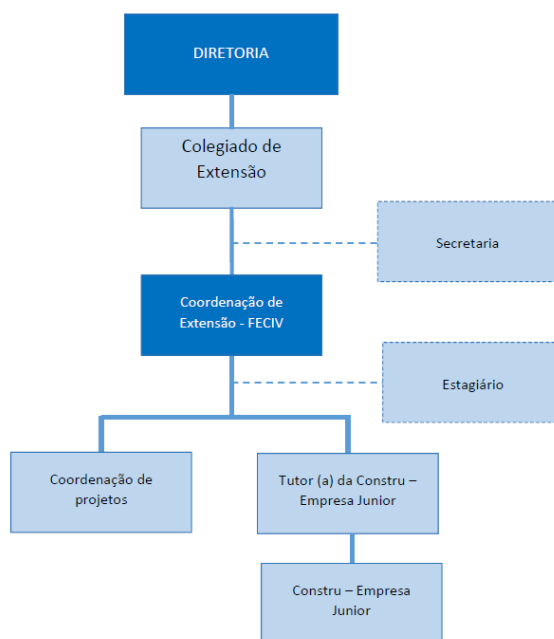 DIRETORIA
Colegiado de
Extensão
Secretaria
Coordenação de
Extensão - FECIV
Estagiário
Coordenação de
projetos
Tutor (a) da Constru –
Empresa Junior
Constru – Empresa
Junior